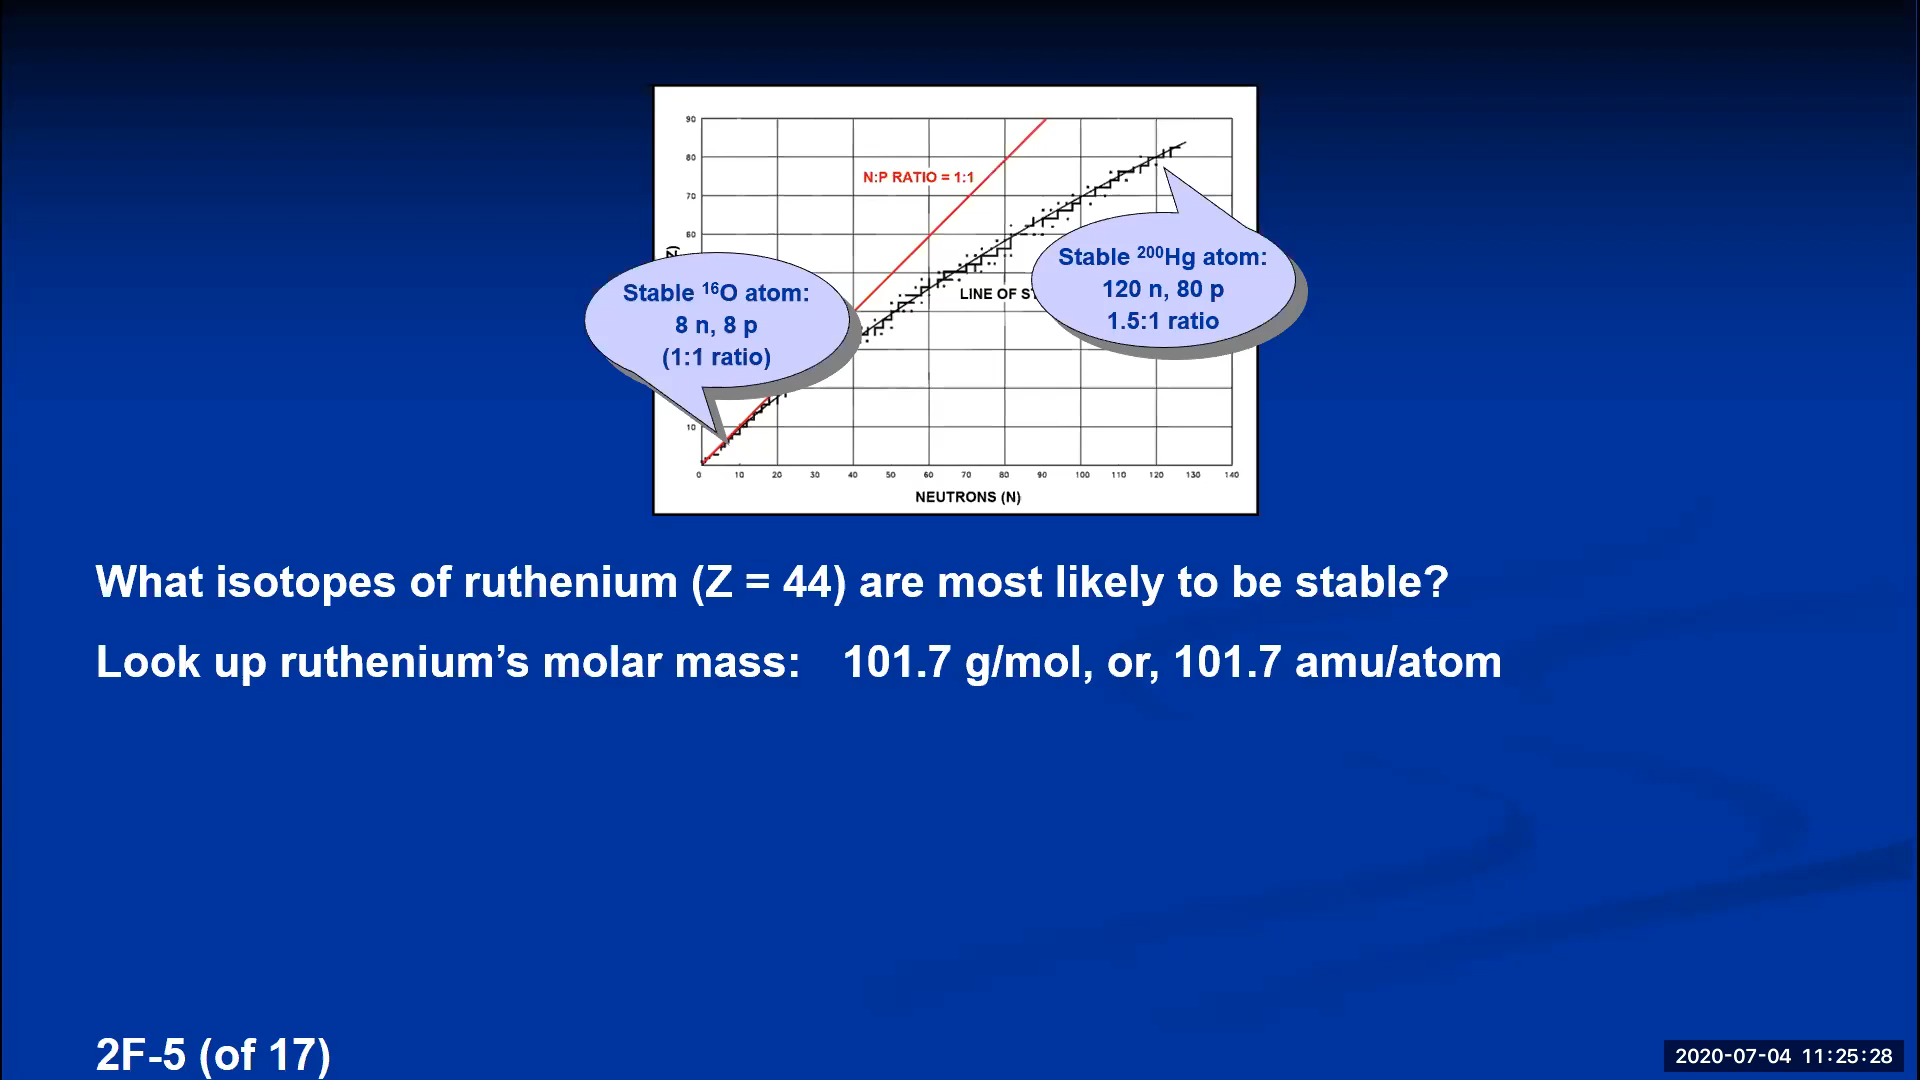 90
80
N:P RATIO = 1:1
70
60
Stable ²⁰⁰Hg atom:
120 n, 80 p
1.5:1 ratio
Stable ¹⁶O atom:
8 n, 8 p
(1:1 ratio)
LINE OF
10
0 10 20 30 40 50 60 70 80 90 100 110 120 130 140
NEUTRONS (N)
What isotopes of ruthenium (Z = 44) are most likely to be stable?
Look up ruthenium’s molar mass: 101.7 g/mol, or, 101.7 amu/atom
2F-5 (of 17)
2020-07-04 11:25:28